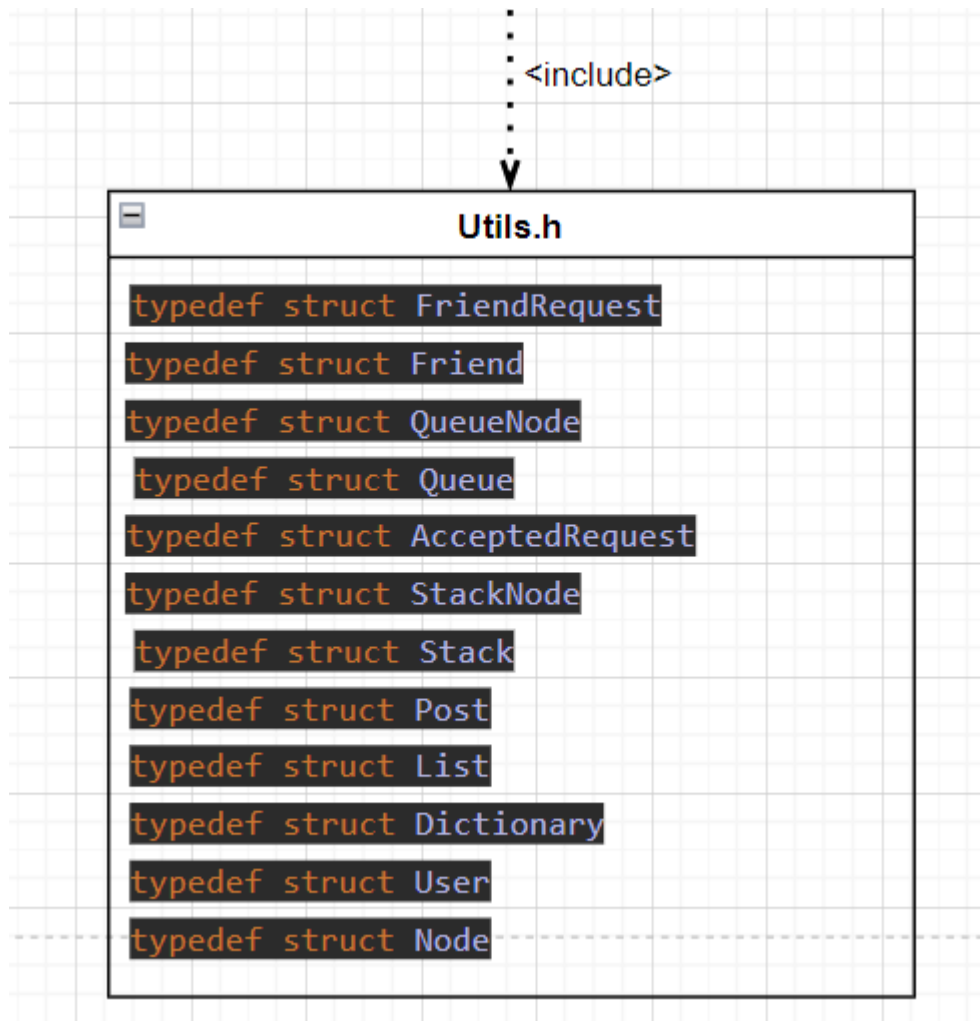 <include>
Utils.h
typedef struct FriendRequest
typedef struct Friend
typedef struct QueueNode
typedef struct Queue
typedef struct AcceptedRequest
typedef struct StackNode
typedef struct Stack
typedef struct Post
typedef struct List
typedef struct Dictionary
typedef struct User
typedef struct Node